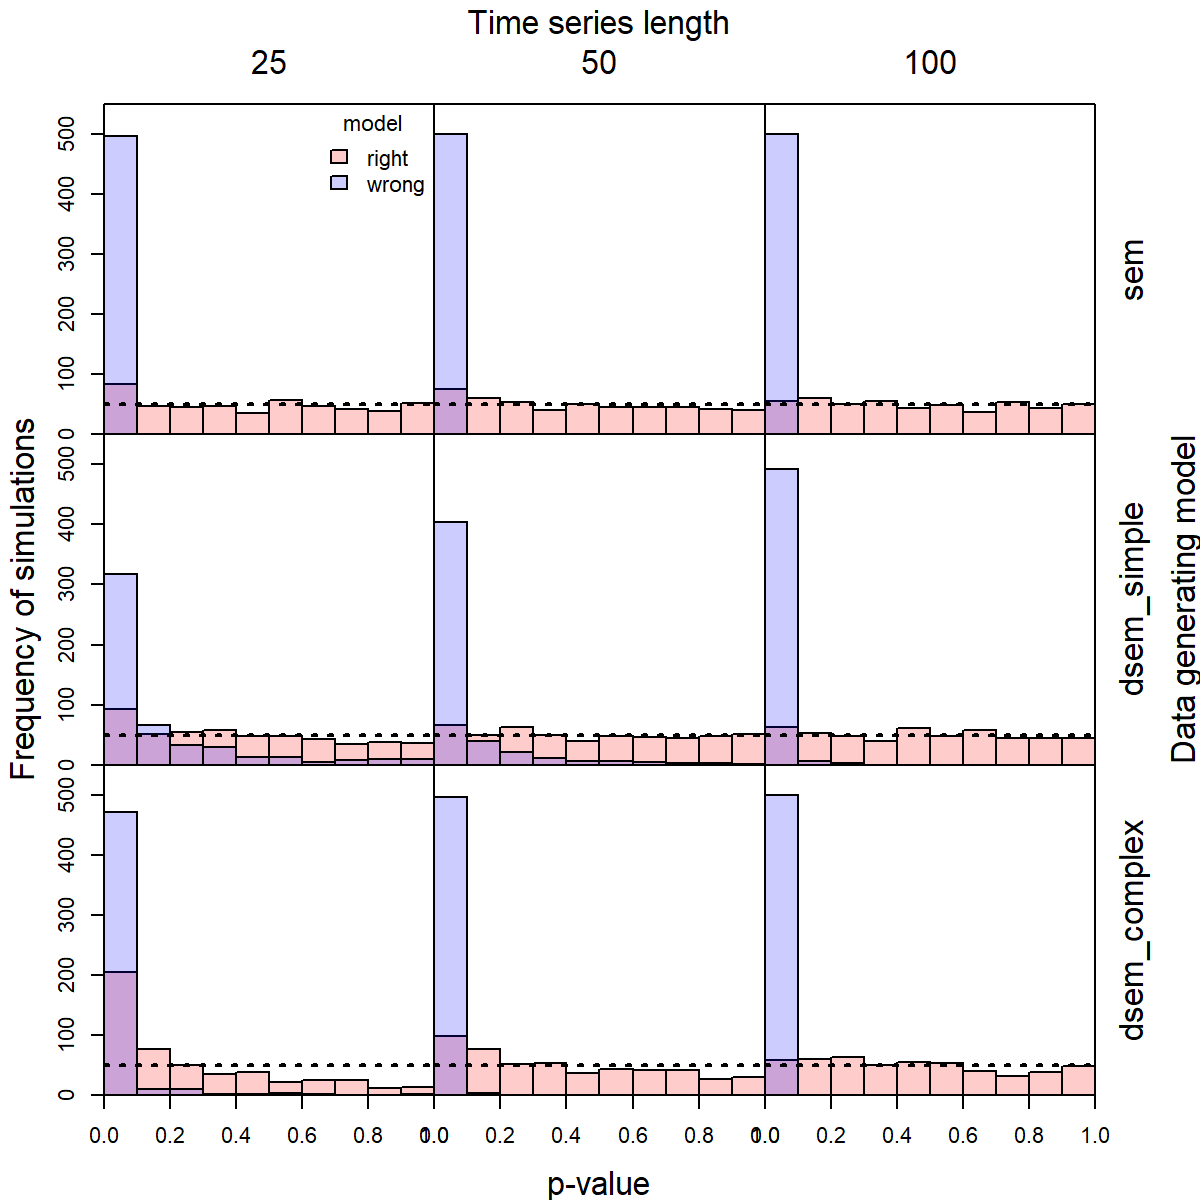 Time series length
25 50 100
model
right
wrong
500
400
300
200
100
0
sem
500
400
300
200
100
0
dsem_simple
500
400
300
200
100
0
dsem_complex
Frequency of simulations
Data generating model
0.0 0.2 0.4 0.6 0.8 1.0
0.0 0.2 0.4 0.6 0.8 1.0
0.0 0.2 0.4 0.6 0.8 1.0
p-value